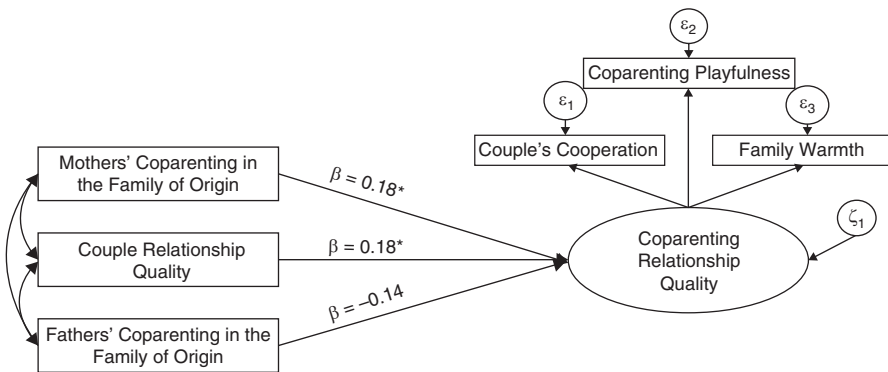 ε2
Coparenting Playfulness
ε1
ε3
Couple's Cooperation
Family Warmth
Mothers' Coparenting in
the Family of Origin
β = 0.18*
ζ1
Couple Relationship
Quality
β = 0.18*
Coparenting
Relationship
Quality
β = –0.14
Fathers' Coparenting in the
Family of Origin